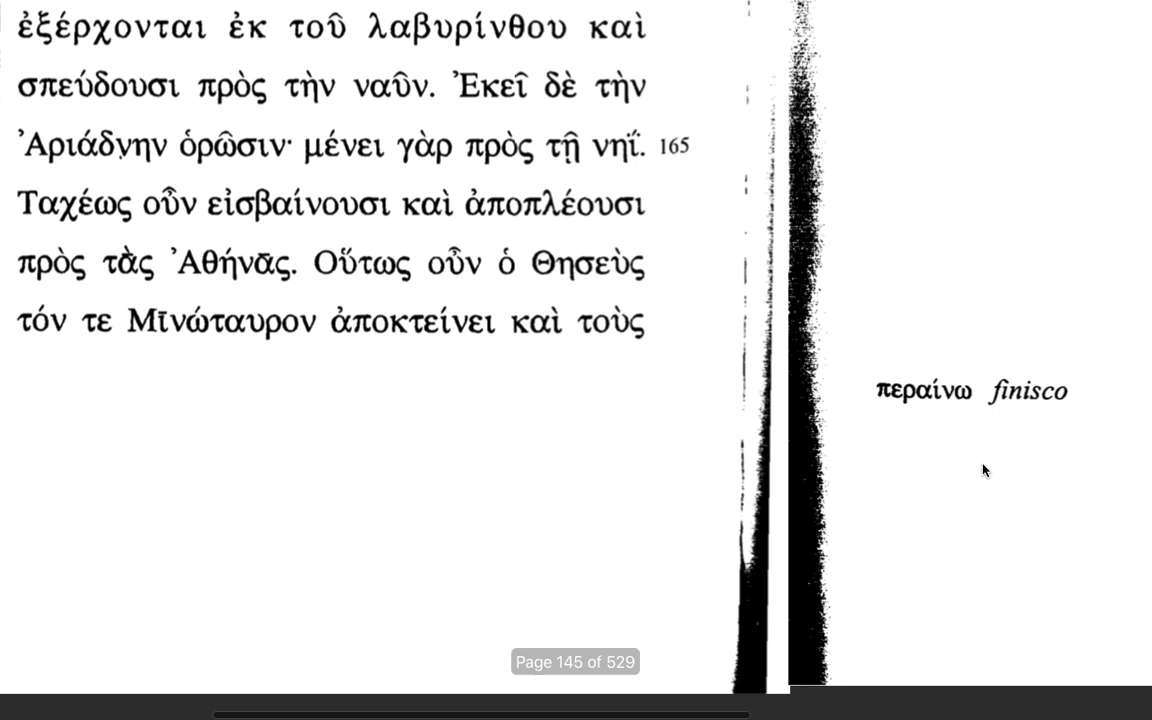 ἐξέρχονται ἐκ τοῦ λαβυρίνθου καὶ
σπεύδουσι πρὸς τὴν ναῦν. Ἐκεῖ δὲ τὴν
Ἀριάδνην ὁρῶσιν· μένει γὰρ πρὸς τῇ νηΐ. 165
Ταχέως οὖν εἰσβαίνουσι καὶ ἀποπλέουσι
πρὸς τᾱ̀ς Ἀθήνᾱς. Οὕτως οὖν ὁ Θησεὺς
τόν τε Μῑνώταυρον ἀποκτείνει καὶ τοὺς
περαίνω finisco
Page 145 of 529